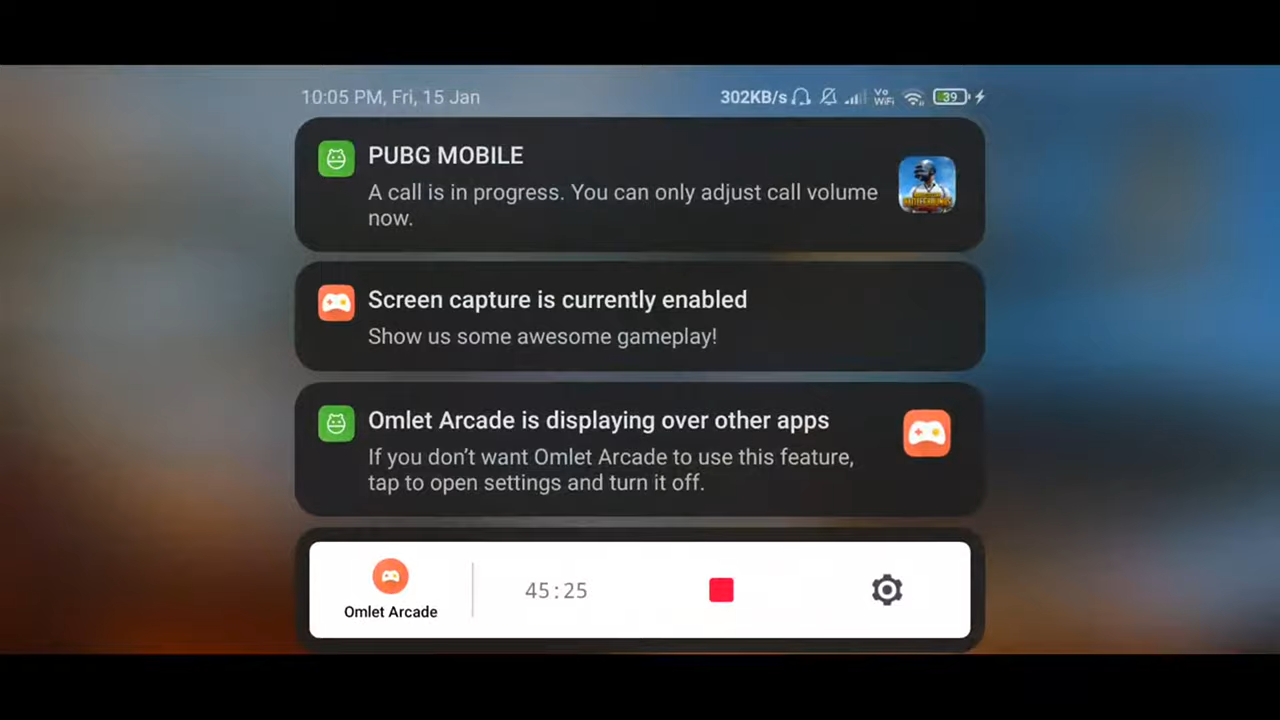 10:05 PM, Fri, 15 Jan
302KB/s Vo WiFi 39
PUBG MOBILE
A call is in progress. You can only adjust call volume
now.
Screen capture is currently enabled
Show us some awesome gameplay!
Omlet Arcade is displaying over other apps
If you don’t want Omlet Arcade to use this feature,
tap to open settings and turn it off.
Omlet Arcade
45:25